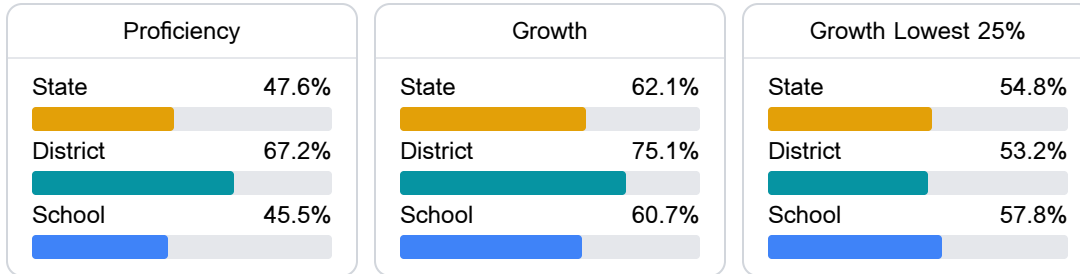 Proficiency
State 47.6%
District 67.2%
School 45.5%
Growth
State 62.1%
District 75.1%
School 60.7%
Growth Lowest 25%
State 54.8%
District 53.2%
School 57.8%